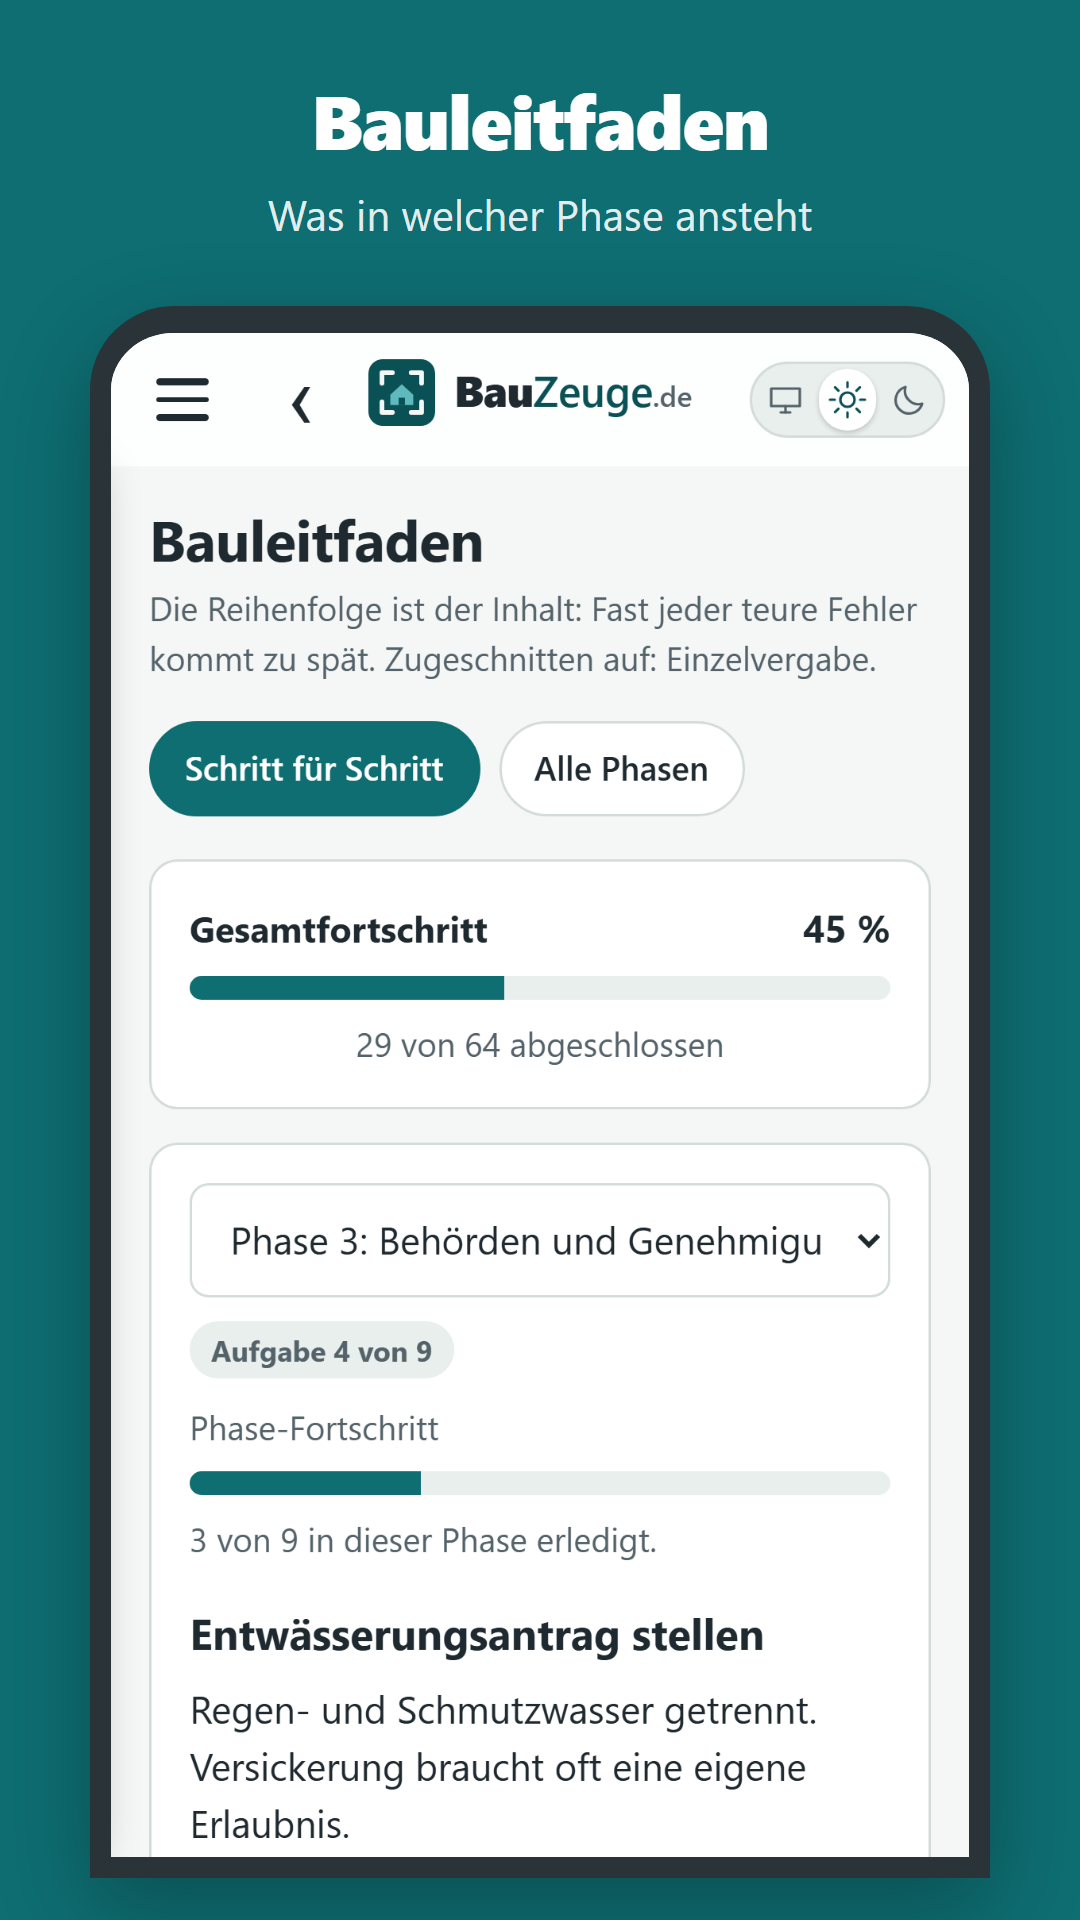 Bauleitfaden
Was in welcher Phase ansteht
BauZeuge.de
Bauleitfaden
Die Reihenfolge ist der Inhalt: Fast jeder teure Fehler
kommt zu spät. Zugeschnitten auf: Einzelvergabe.
Schritt für Schritt
Alle Phasen
Gesamtfortschritt 45 %
29 von 64 abgeschlossen
Phase 3: Behörden und Genehmigu
Aufgabe 4 von 9
Phase-Fortschritt
3 von 9 in dieser Phase erledigt.
Entwässerungsantrag stellen
Regen- und Schmutzwasser getrennt.
Versickerung braucht oft eine eigene
Erlaubnis.